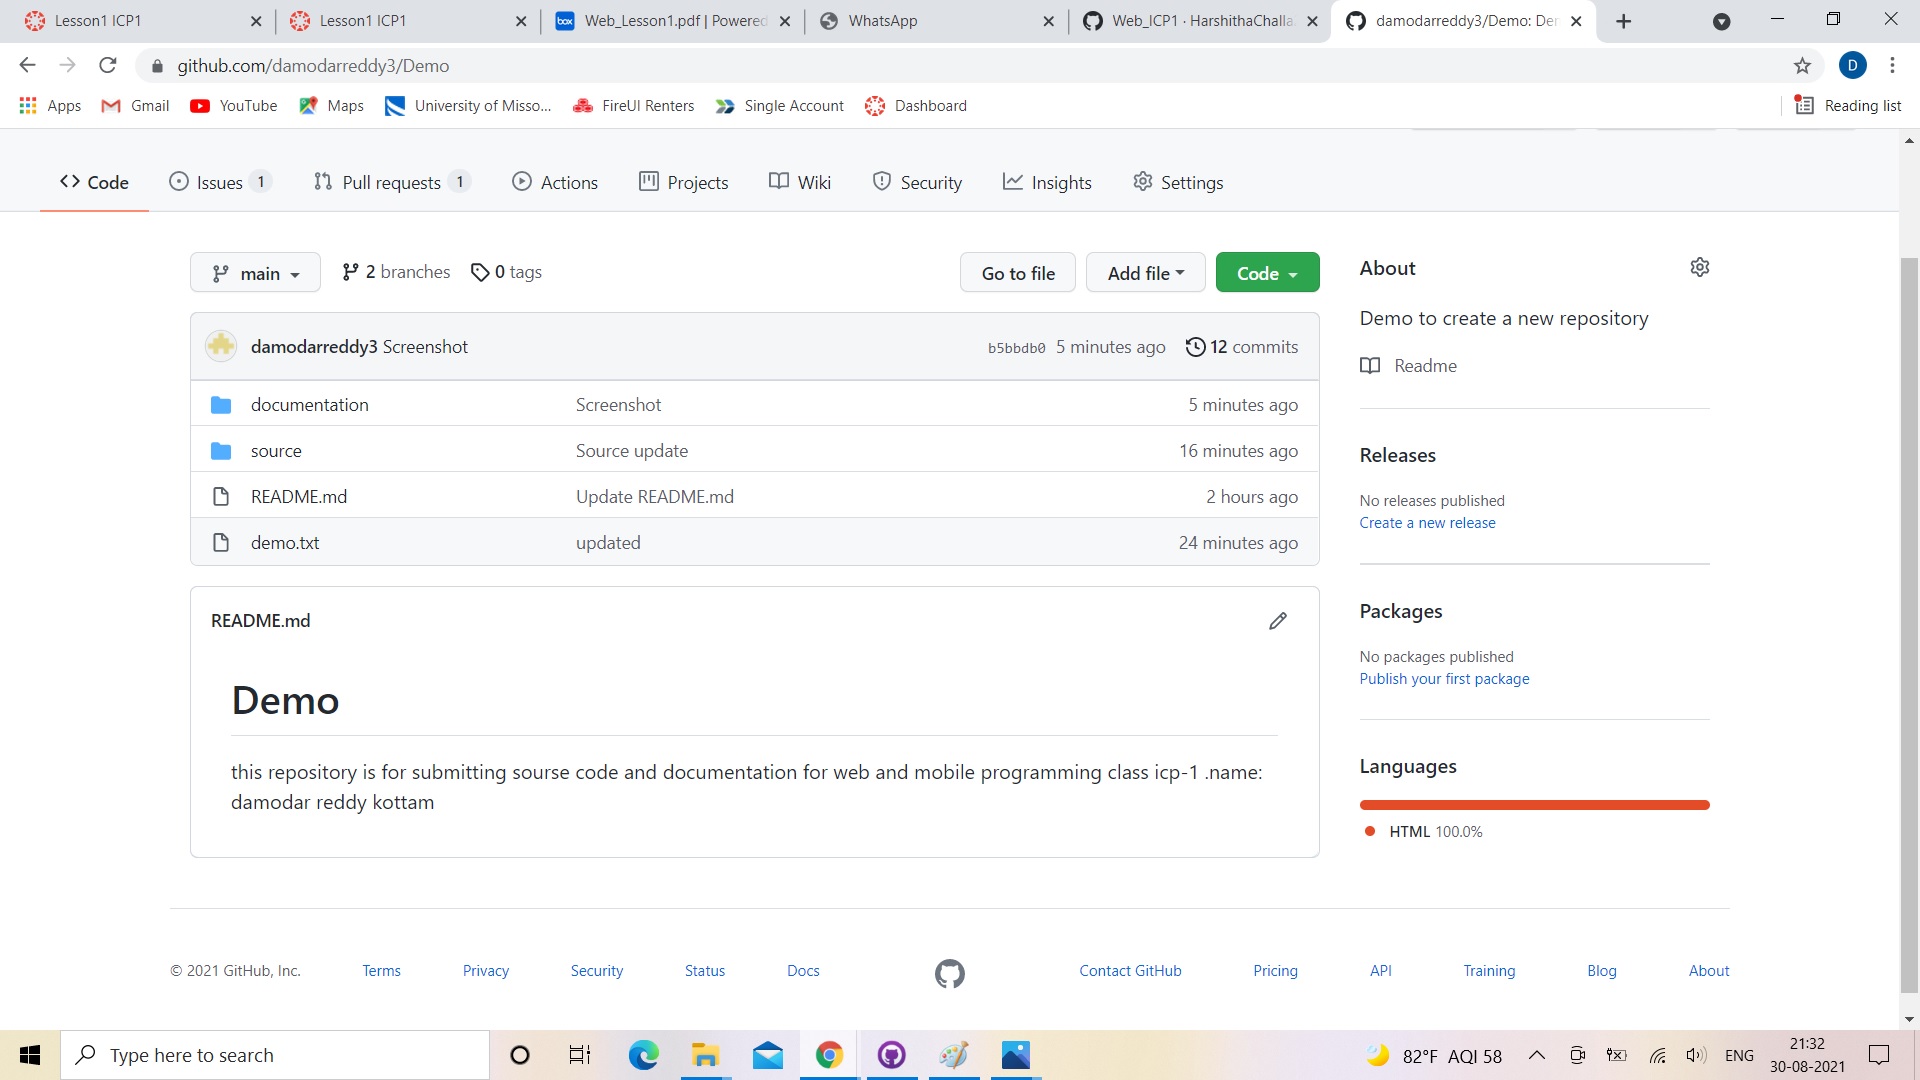 Lesson1 ICP1
Lesson1 ICP1
box Web_Lesson1.pdf | Powered
WhatsApp
Web_ICP1 · HarshithaChalla
damodarreddy3/Demo: De
github.com/damodarreddy3/Demo
D
Apps
Gmail
YouTube
Maps
University of Misso...
FireUI Renters
Single Account
Dashboard
Reading list
Code
Issues 1
Pull requests 1
Actions
Projects
Wiki
Security
Insights
Settings
main
2 branches
0 tags
Go to file
Add file
Code
About
Demo to create a new repository
Readme
damodarreddy3 Screenshot
b5bbdb0 5 minutes ago
12 commits
documentation Screenshot 5 minutes ago
source Source update 16 minutes ago
README.md Update README.md 2 hours ago
demo.txt updated 24 minutes ago
Releases
No releases published
Create a new release
README.md
Demo
this repository is for submitting sourse code and documentation for web and mobile programming class icp-1 .name:
damodar reddy kottam
Packages
No packages published
Publish your first package
Languages
HTML 100.0%
© 2021 GitHub, Inc.
Terms
Privacy
Security
Status
Docs
Contact GitHub
Pricing
API
Training
Blog
About
Type here to search
82°F AQI 58
ENG
21:32
30-08-2021